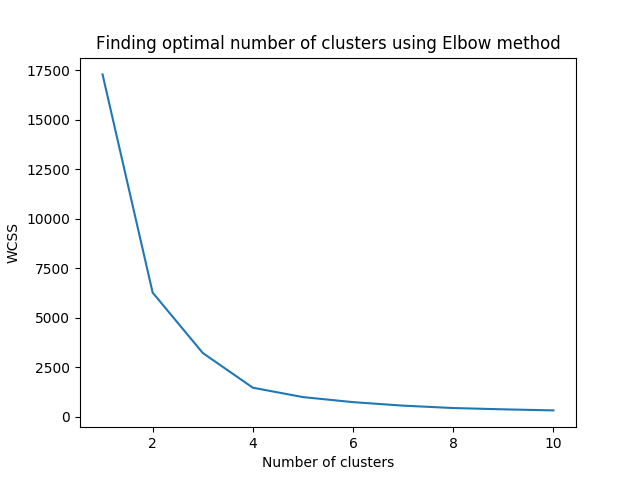 Finding optimal number of clusters using Elbow method
17500
15000
12500
10000
7500
5000
2500
0
WCSS
2 4 6 8 10
Number of clusters